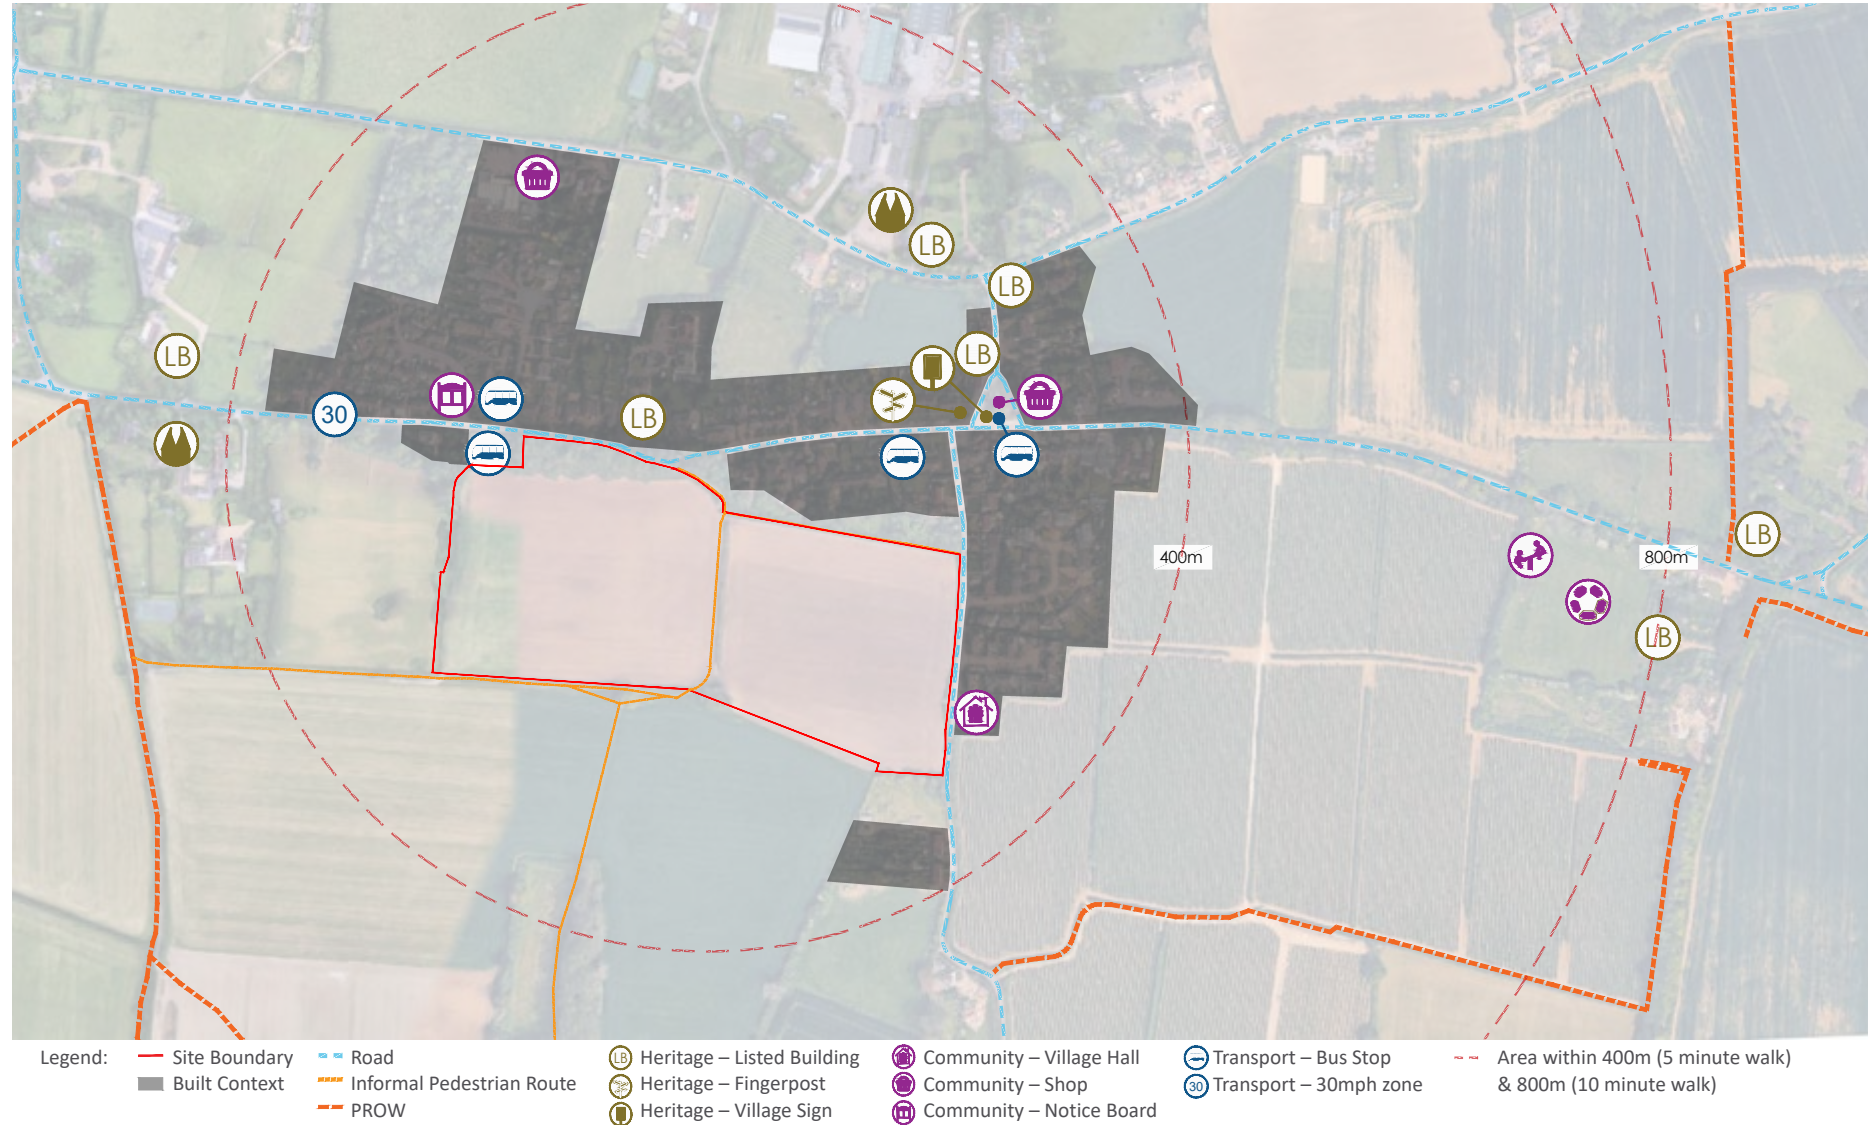 LB
LB
LB
LB
30
LB
LB
400m
800m
LB
LB
Legend:
Site Boundary
Built Context
Road
Informal Pedestrian Route
PROW
LB Heritage – Listed Building
Heritage – Fingerpost
Heritage – Village Sign
Community – Village Hall
Community – Shop
Community – Notice Board
Transport – Bus Stop
30 Transport – 30mph zone
Area within 400m (5 minute walk)
& 800m (10 minute walk)